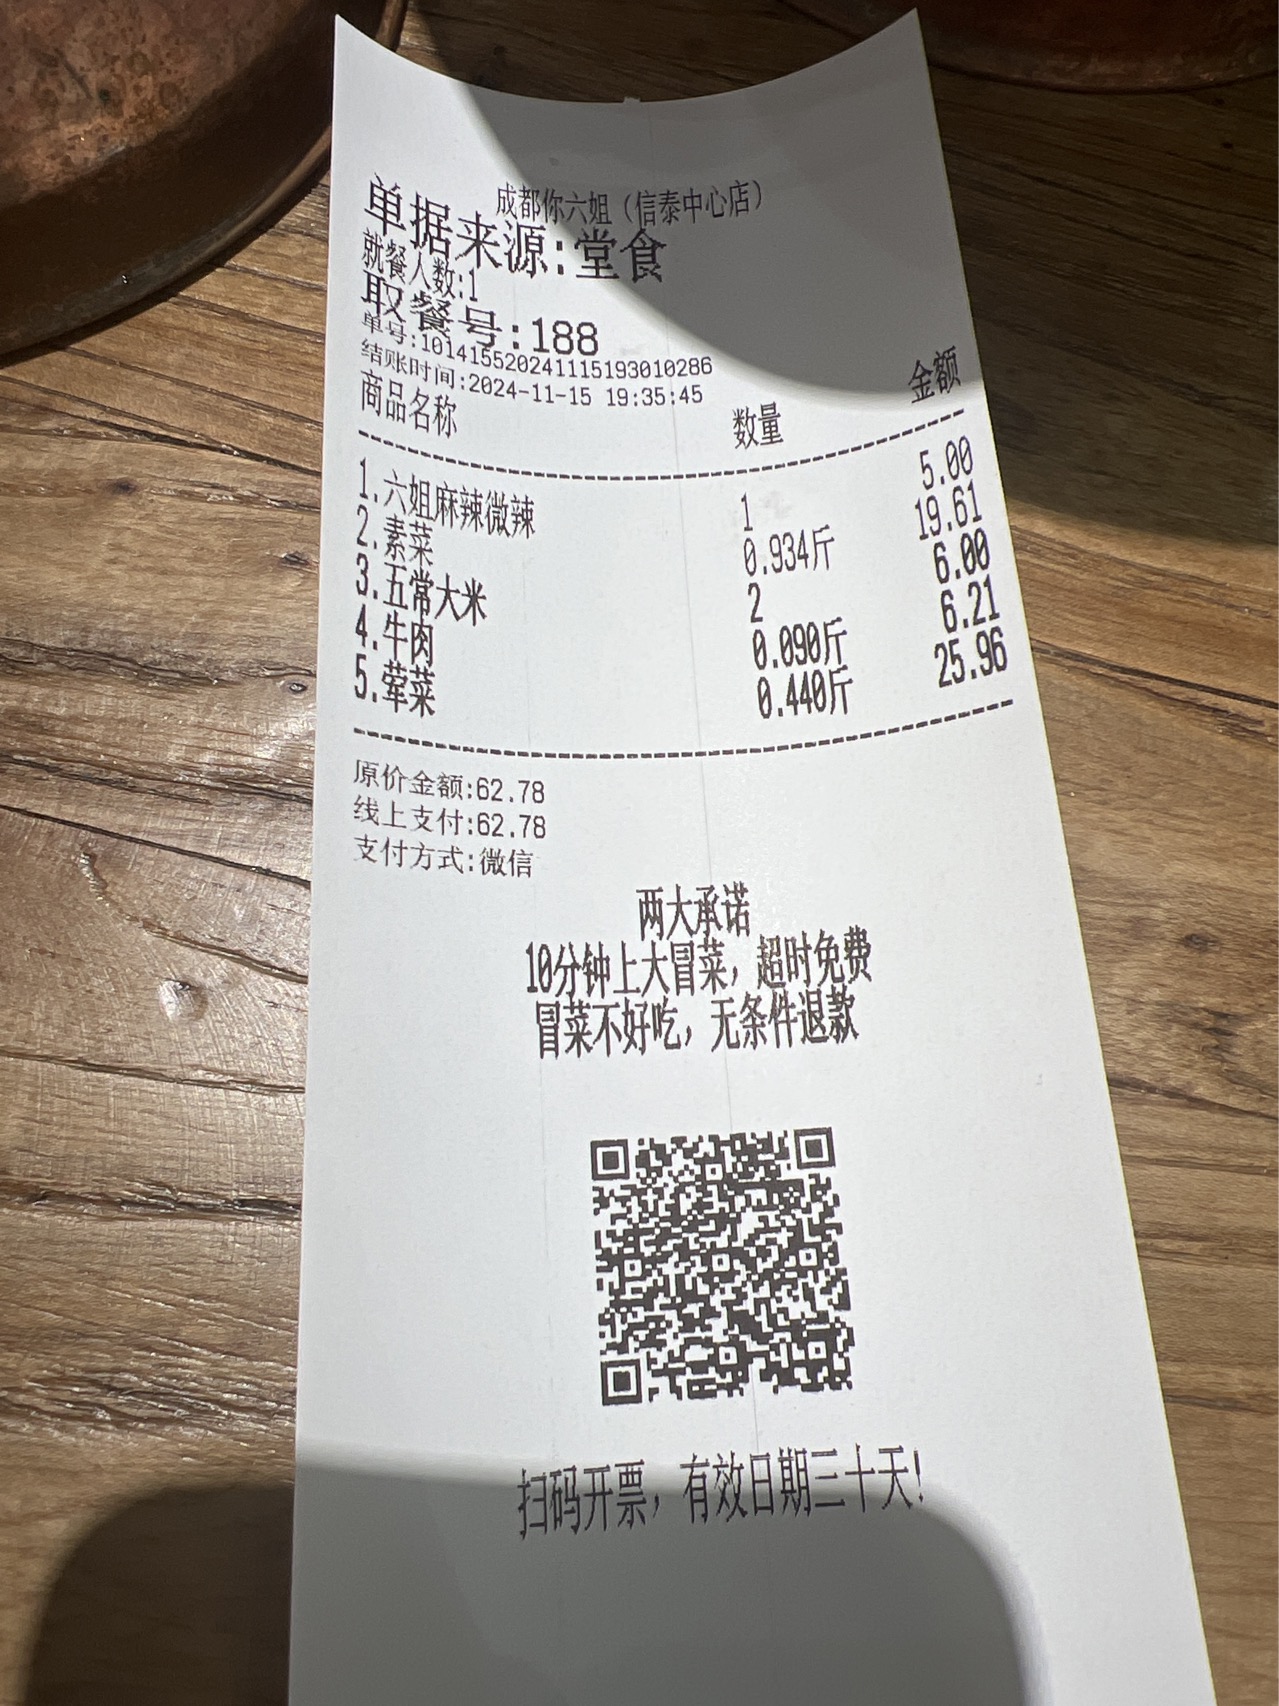 成都你六姐（信泰中心店）
单据来源:堂食
就餐人数:1
取餐号:188
单号:10141552024111519301​0286
结账时间:2024-11-15 19:35:45
商品名称 数量 金额
1.六姐麻辣微辣 1 5.00
2.素菜 0.934斤 19.61
3.五常大米 2 6.00
4.牛肉 0.090斤 6.21
5.荤菜 0.440斤 25.96
原价金额:62.78
线上支付:62.78
支付方式:微信
两大承诺
10分钟上大冒菜，超时免费
冒菜不好吃，无条件退款
扫码开票，有效日期三十天!